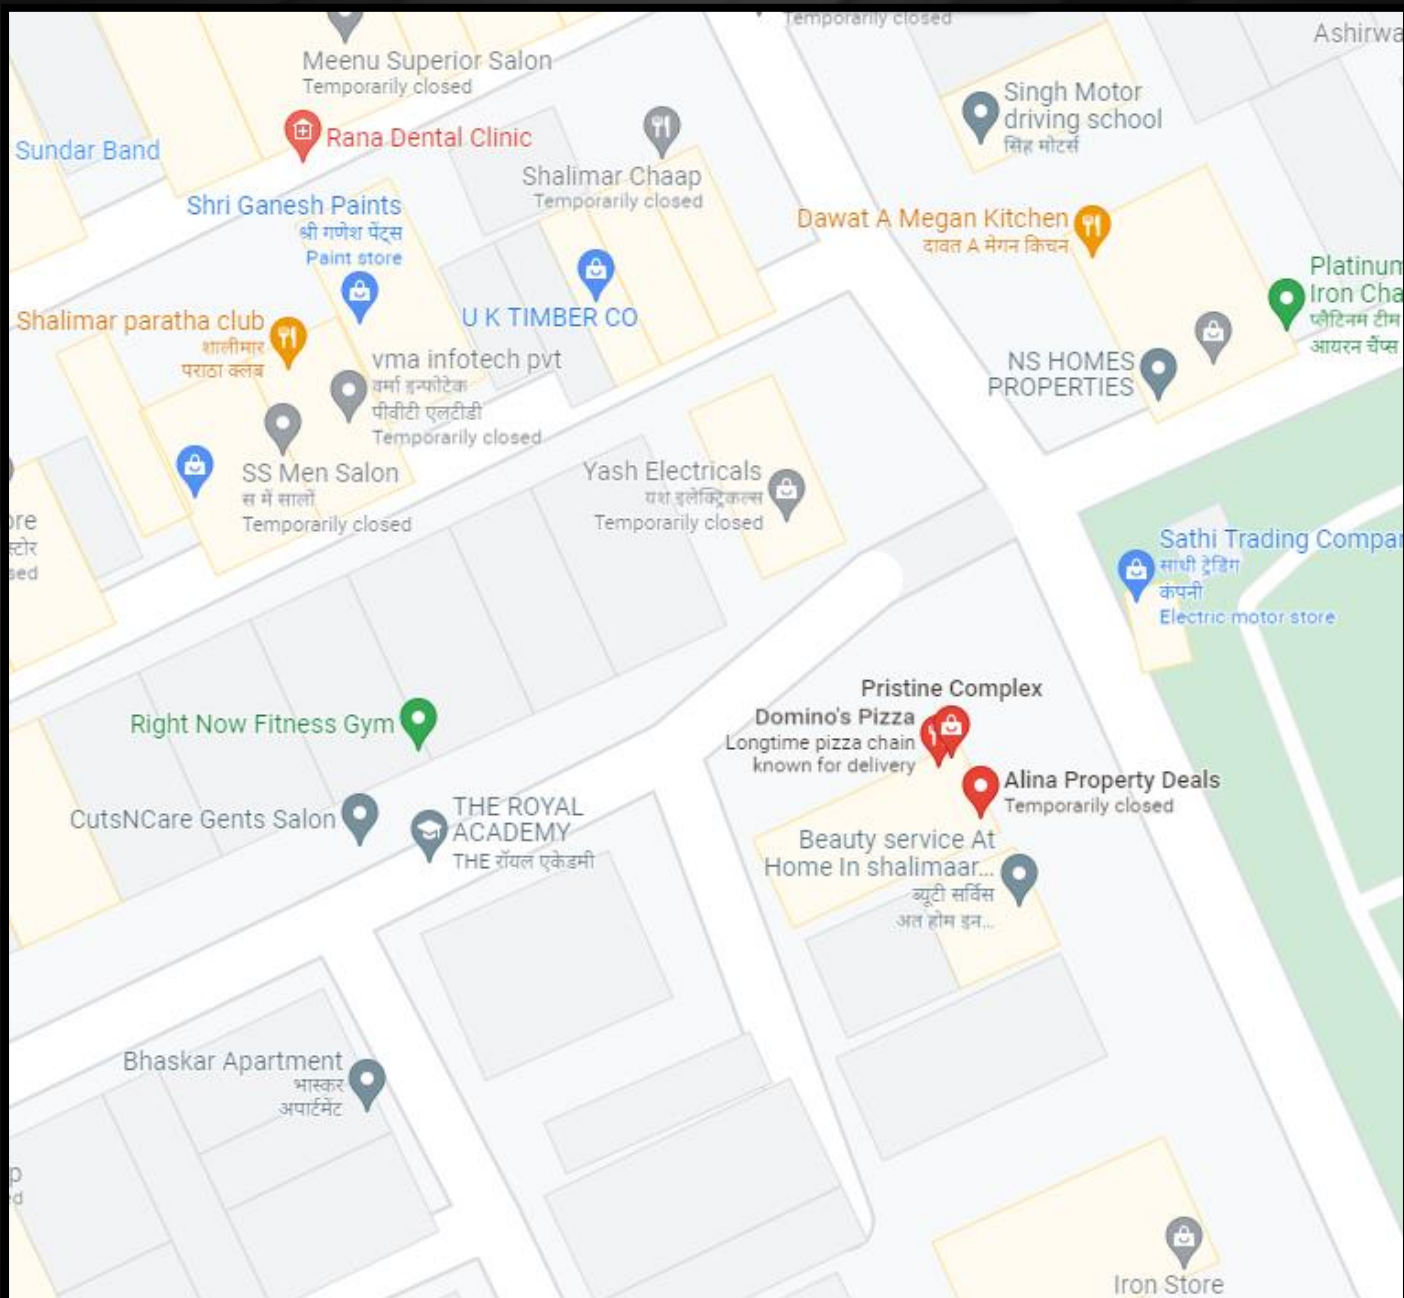 Temporarily closed
Ashirwa
Meenu Superior Salon
Temporarily closed
Singh Motor
driving school
सिंह मोटर्स
Rana Dental Clinic
Sundar Band
Shalimar Chaap
Temporarily closed
Shri Ganesh Paints
श्री गणेश पेंट्स
Paint store
Dawat A Megan Kitchen
दावत A मेगन किचन
Platinum
Iron Cha
प्लैटिनम टीम
आयरन चैंप्स
U K TIMBER CO
Shalimar paratha club
शालीमार
पराठा क्लब
vma infotech pvt
वर्मा इन्फोटेक
पीवीटी एलटीडी
Temporarily closed
NS HOMES
PROPERTIES
SS Men Salon
स में सालों
Temporarily closed
Yash Electricals
यश इलेक्ट्रिकल्स
Temporarily closed
ore
स्टोर
sed
Sathi Trading Compan
साथी ट्रेडिंग
कंपनी
Electric motor store
Pristine Complex
Domino's Pizza
Longtime pizza chain
known for delivery
Right Now Fitness Gym
Alina Property Deals
Temporarily closed
CutsNCare Gents Salon
THE ROYAL
ACADEMY
THE रॉयल एकेडमी
Beauty service At
Home In shalimaar...
ब्यूटी सर्विस
अत होम इन...
Bhaskar Apartment
भास्कर
अपार्टमेंट
p
ed
Iron Store